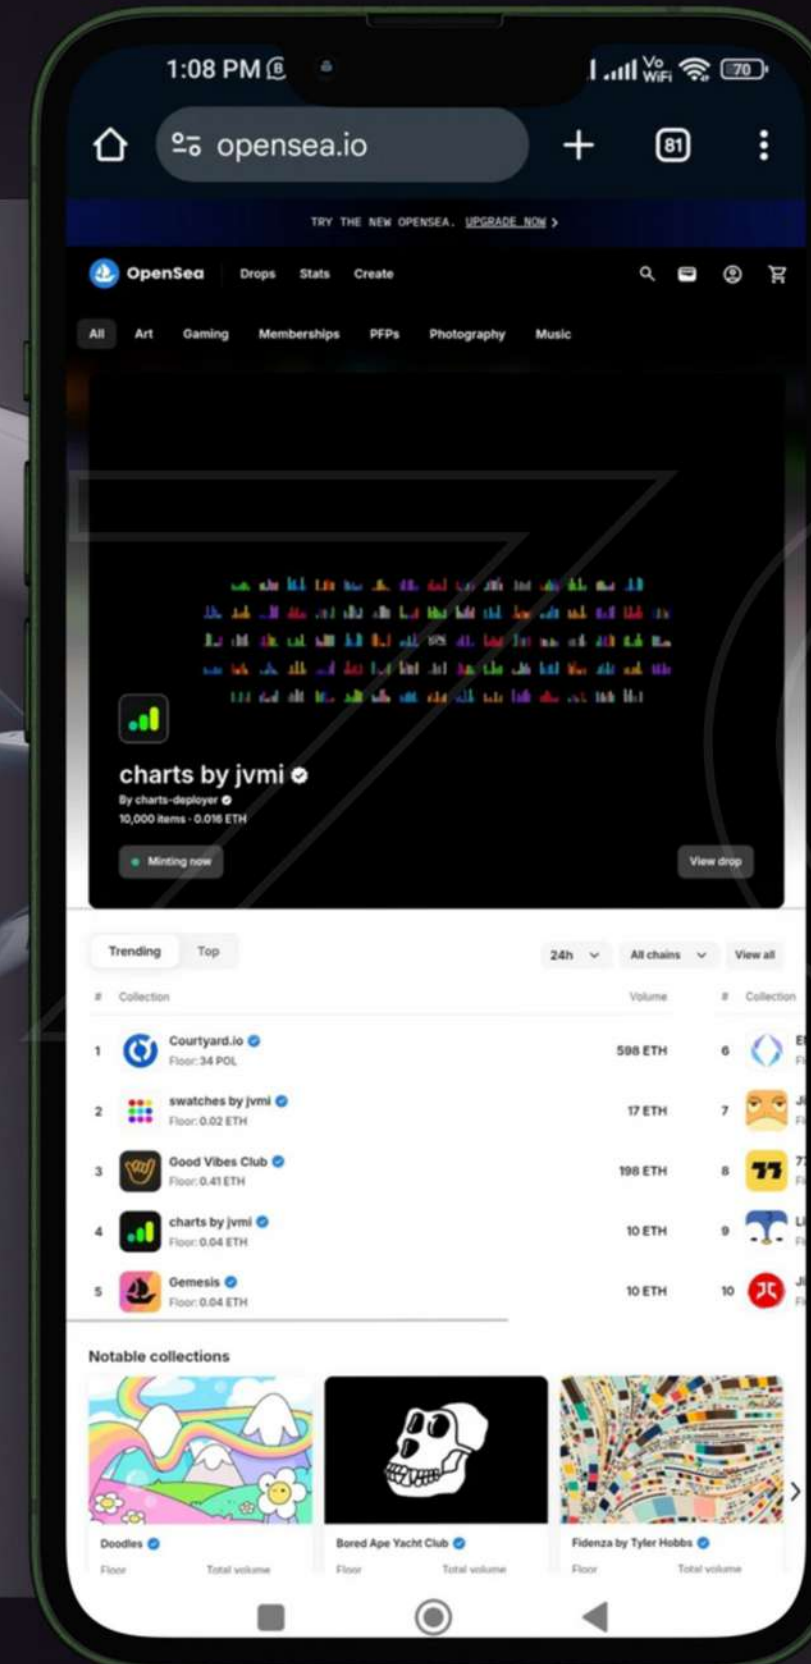 1:08 PM
Vo
WiFi
70
opensea.io
81
TRY THE NEW OPENSEA. UPGRADE NOW >
OpenSea Drops Stats Create
All Art Gaming Memberships PFPs Photography Music
charts by jvmi
By charts-deployer
10,000 items · 0.016 ETH
Minting now
View drop
Trending Top 24h All chains View all
# Collection Volume # Collection
1 Courtyard.io 598 ETH 6
Floor: 34 POL
2 swatches by jvmi 17 ETH 7
Floor: 0.02 ETH
3 Good Vibes Club 198 ETH 8 77
Floor: 0.41 ETH
4 charts by jvmi 10 ETH 9
Floor: 0.04 ETH
5 Gemesis 10 ETH 10
Floor: 0.04 ETH
Notable collections
Doodles Bored Ape Yacht Club Fidenza by Tyler Hobbs
Floor Total volume Floor Total volume Floor Total volume